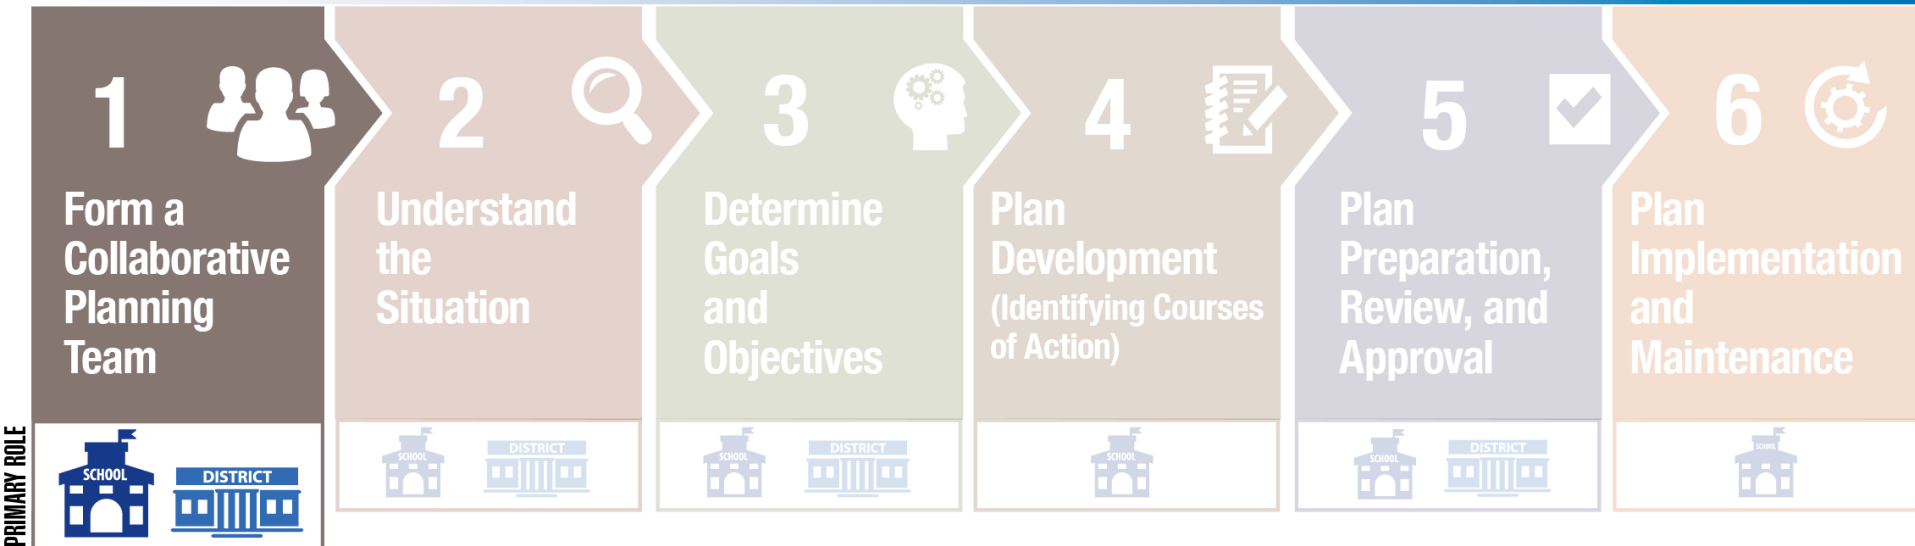 1
Form a
Collaborative
Planning
Team
2
Understand
the
Situation
3
Determine
Goals
and
Objectives
4
Plan
Development
(Identifying Courses
of Action)
5
Plan
Preparation,
Review, and
Approval
6
Plan
Implementation
and
Maintenance
PRIMARY ROLE
SCHOOL
DISTRICT
SCHOOL
DISTRICT
SCHOOL
DISTRICT
SCHOOL
SCHOOL
DISTRICT
SCHOOL